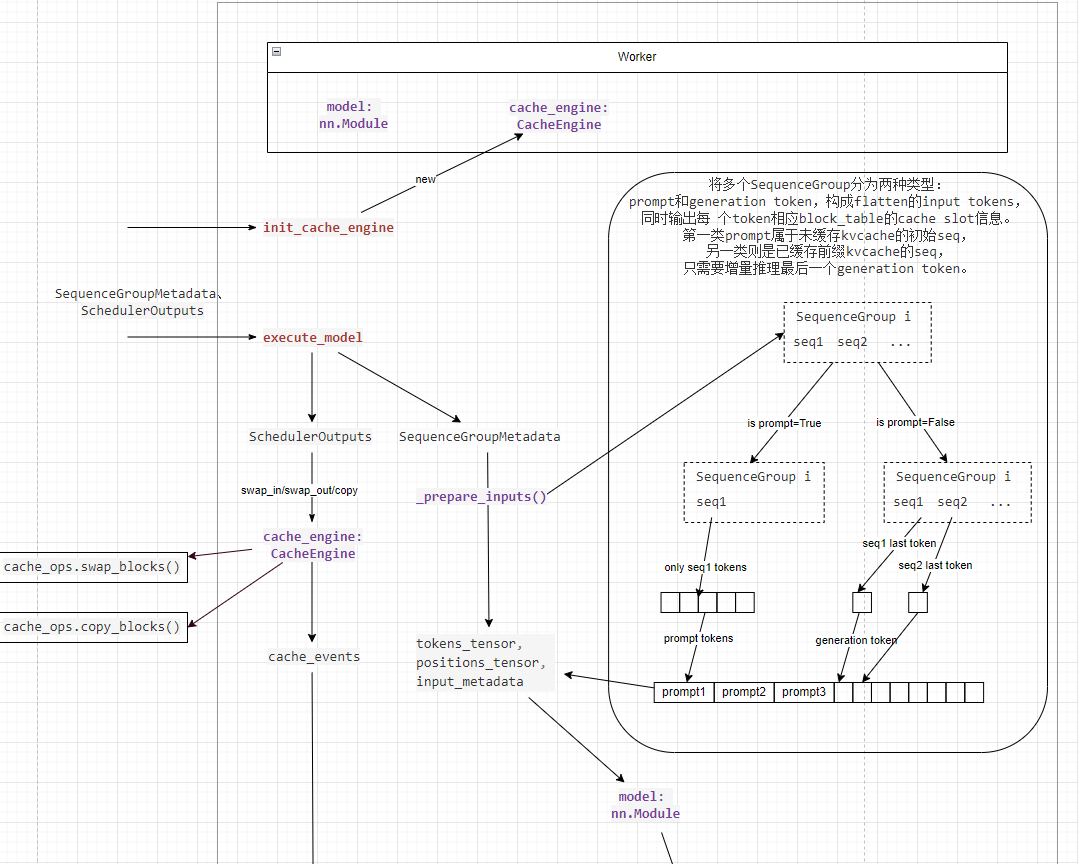 Worker
model:
nn.Module
cache_engine:
CacheEngine
new
init_cache_engine
SequenceGroupMetadata、
SchedulerOutputs
execute_model
SchedulerOutputs
SequenceGroupMetadata
swap_in/swap_out/copy
_prepare_inputs()
cache_engine:
CacheEngine
cache_ops.swap_blocks()
cache_ops.copy_blocks()
cache_events
tokens_tensor,
positions_tensor,
input_metadata
model:
nn.Module
将多个SequenceGroup分为两种类型:
prompt和generation token, 构成flatten的input tokens,
同时输出每 个token相应block_table的cache slot信息。
第一类prompt属于未缓存kvcache的初始seq,
另一类则是已缓存前缀kvcache的seq,
只需要增量推理最后一个generation token。
SequenceGroup i
seq1 seq2 ...
is prompt=True
is prompt=False
SequenceGroup i
seq1
SequenceGroup i
seq1 seq2 ...
seq1 last token
seq2 last token
only seq1 tokens
prompt tokens
generation token
prompt1 prompt2 prompt3